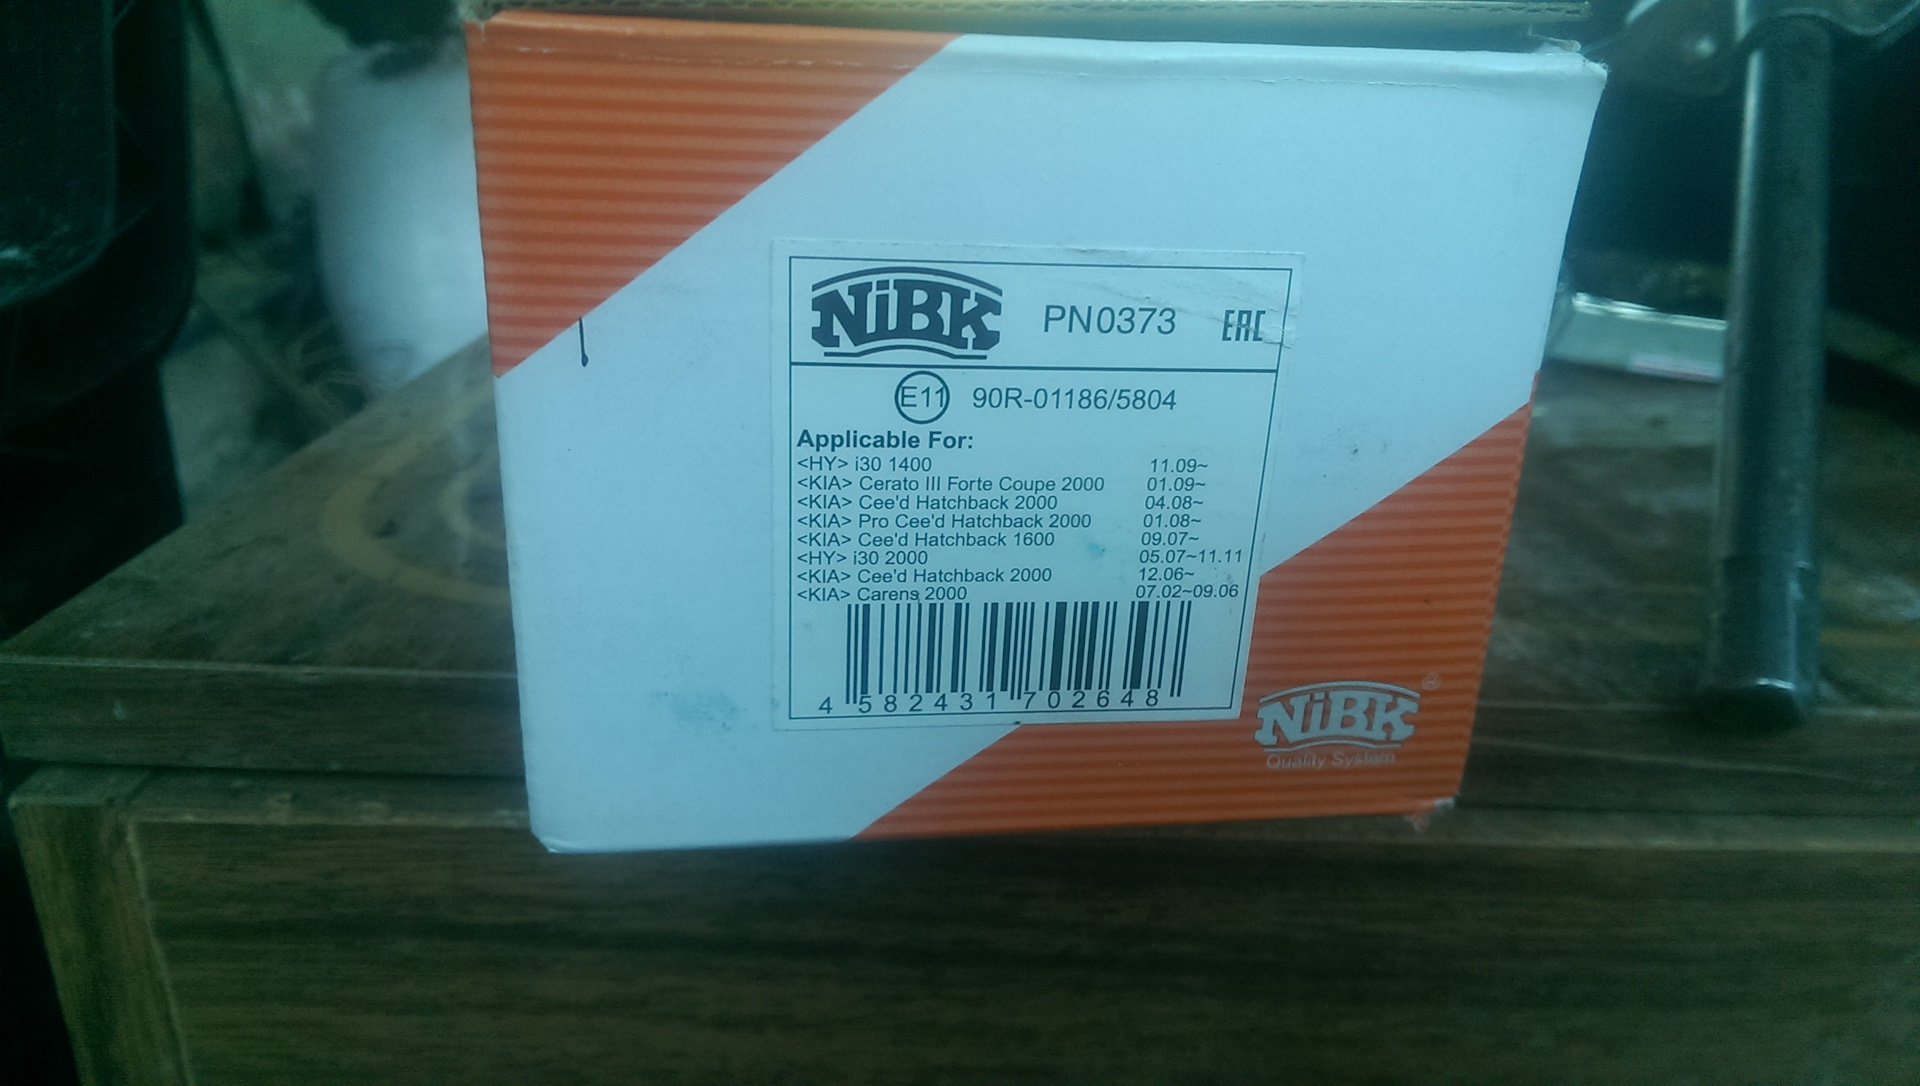 NiBK PN0373 EAC
E11 90R-01186/5804
Applicable For:
<HY> i30 1400 11.09~
<KIA> Cerato III Forte Coupe 2000 01.09~
<KIA> Cee'd Hatchback 2000 04.08~
<KIA> Pro Cee'd Hatchback 2000 01.08~
<KIA> Cee'd Hatchback 1600 09.07~
<HY> i30 2000 05.07~11.11
<KIA> Cee'd Hatchback 2000 12.06~
<KIA> Carens 2000 07.02~09.06
4 582431 702648
NiBK®
Quality System